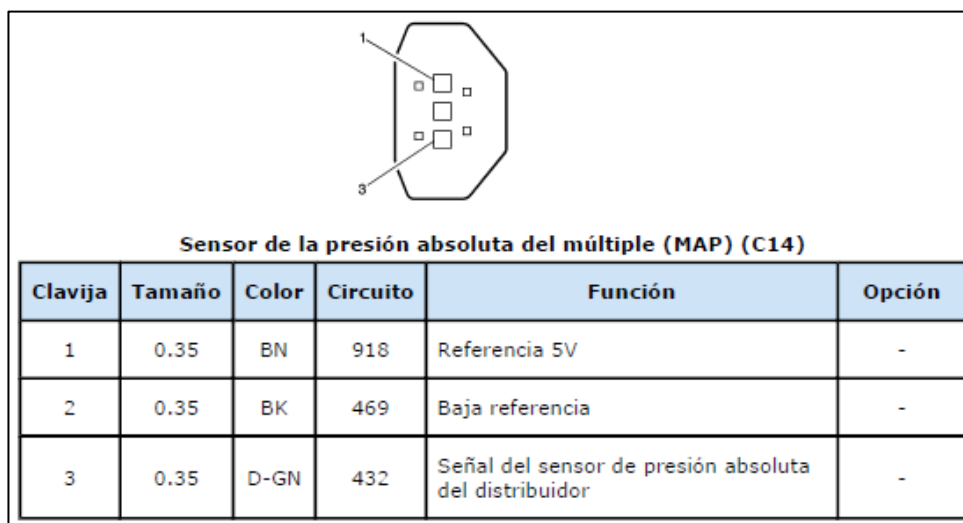 1
3
Sensor de la presión absoluta del múltiple (MAP) (C14)
Clavija Tamaño Color Circuito Función Opción
1 0.35 BN 918 Referencia 5V -
2 0.35 BK 469 Baja referencia -
3 0.35 D-GN 432 Señal del sensor de presión absoluta
del distribuidor -